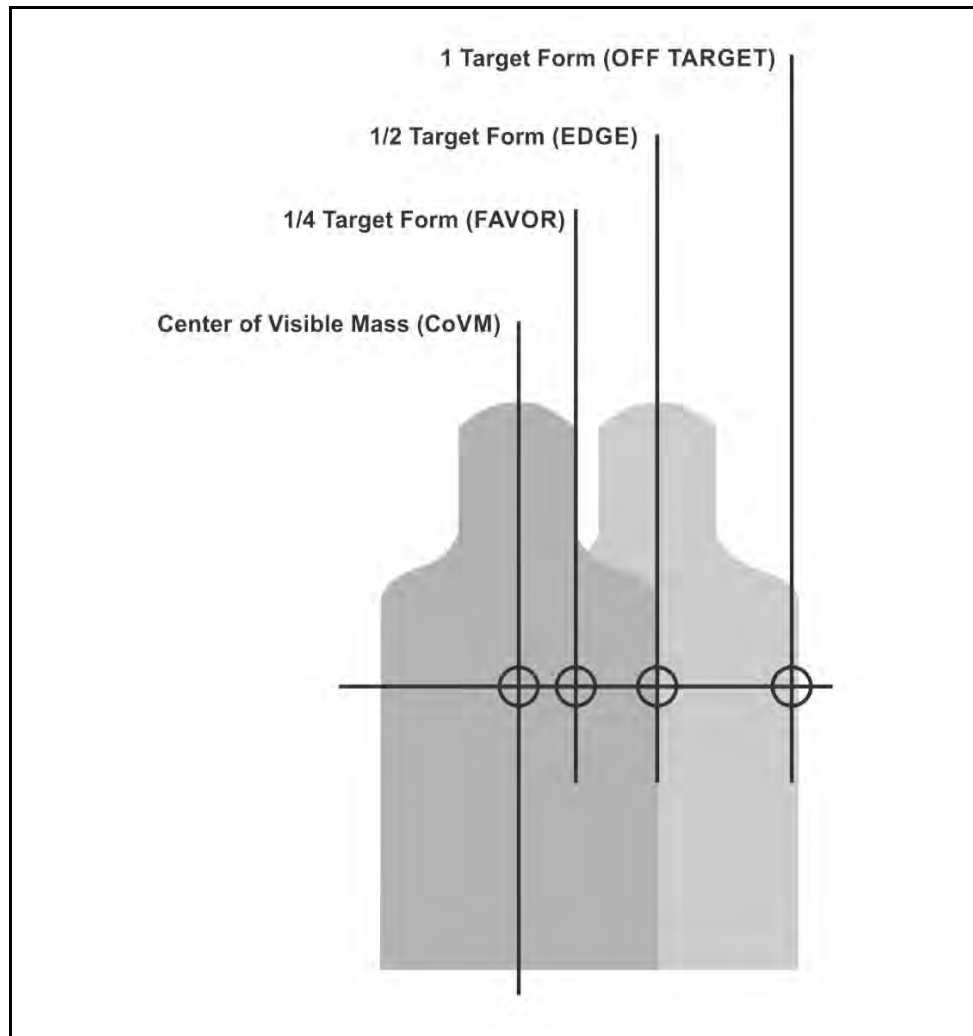 1 Target Form (OFF TARGET)
1/2 Target Form (EDGE)
1/4 Target Form (FAVOR)
Center of Visible Mass (CoVM)